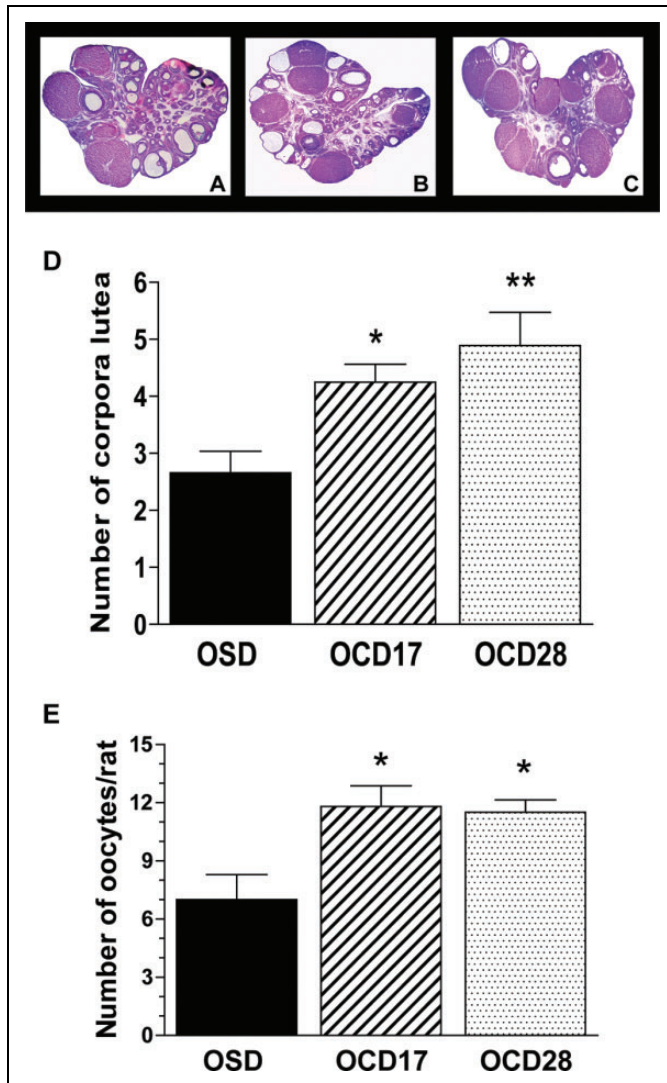 A B C
D
Number of corpora lutea
6
5
4
3
2
1
0
*
**
OSD OCD17 OCD28
E
Number of oocytes/rat
15
12
9
6
3
0
*
*
OSD OCD17 OCD28